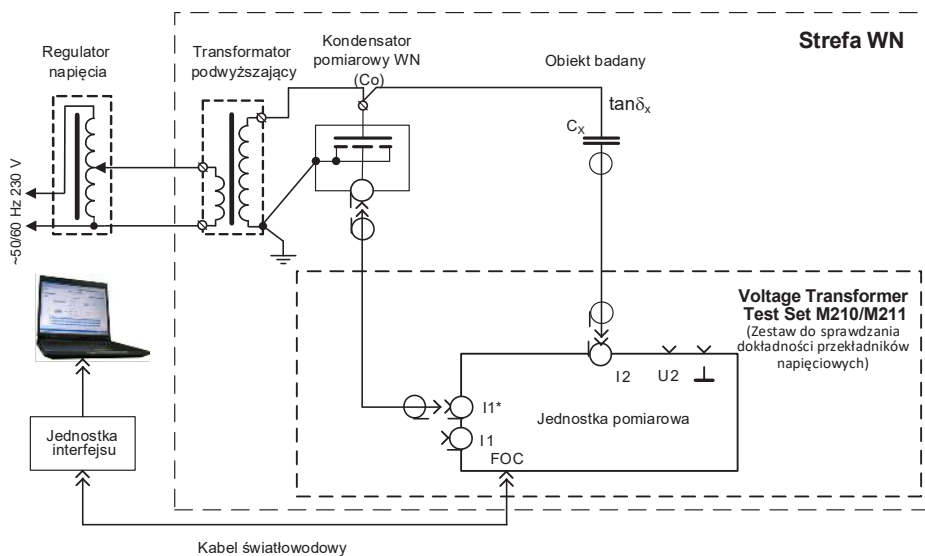 Strefa WN
Regulator
napięcia
Transformator
podwyższający
Kondensator
pomiarowy WN
(Co)
Obiekt badany
tanδx
Cx
~50/60 Hz 230 V
Voltage Transformer
Test Set M210/M211
(Zestaw do sprawdzania
dokładności przekładników
napięciowych)
I2
U2
I1*
Jednostka pomiarowa
I1
FOC
Jednostka
interfejsu
Kabel światłowodowy